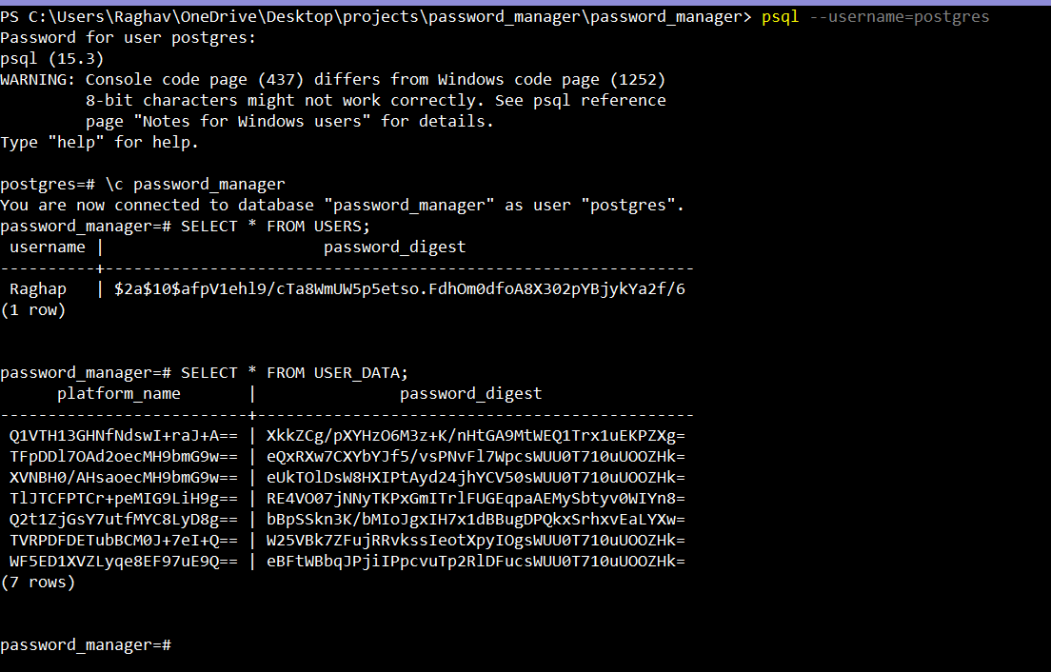 PS C:\Users\Raghav\OneDrive\Desktop\projects\password_manager\password_manager> psql --username=postgres
Password for user postgres:
psql (15.3)
WARNING: Console code page (437) differs from Windows code page (1252)
         8-bit characters might not work correctly. See psql reference
         page "Notes for Windows users" for details.
Type "help" for help.

postgres=# \c password_manager
You are now connected to database "password_manager" as user "postgres".
password_manager=# SELECT * FROM USERS;
 username |                       password_digest
----------+--------------------------------------------------------------
 Raghap   | $2a$10$afpV1ehl9/cTa8WmUW5p5etso.FdhOm0dfoA8X302pYBjykYa2f/6
(1 row)

password_manager=# SELECT * FROM USER_DATA;
      platform_name       |               password_digest
--------------------------+----------------------------------------------
 Q1VTH13GHNfNdswI+raJ+A== | XkkZCg/pXYHzO6M3z+K/nHtGA9MtWEQ1Trx1uEKPZXg=
 TFpDDl7OAd2oecMH9bmG9w== | eQxRXw7CXYbYJf5/vsPNvFl7WpcsWUU0T710uUOOZHk=
 XVNBH0/AHsaoecMH9bmG9w== | eUkTOlDsW8HXIPtAyd24jhYCV50sWUU0T710uUOOZHk=
 TlJTCFPTCr+peMIG9LiH9g== | RE4VO07jNNyTKPxGmITrlFUGEqpaAEMySbtyv0WIYn8=
 Q2t1ZjGsY7utfMYC8LyD8g== | bBpSSkn3K/bMIoJgxIH7x1dBBugDPQkxSrhxvEaLYXw=
 TVRPDFDETubBCM0J+7eI+Q== | W25VBk7ZFujRRvkssIeotXpyIOgsWUU0T710uUOOZHk=
 WF5ED1XVZLyqe8EF97uE9Q== | eBFtWBbqJPjiIPpcvuTp2RlDFucsWUU0T710uUOOZHk=
(7 rows)

password_manager=#